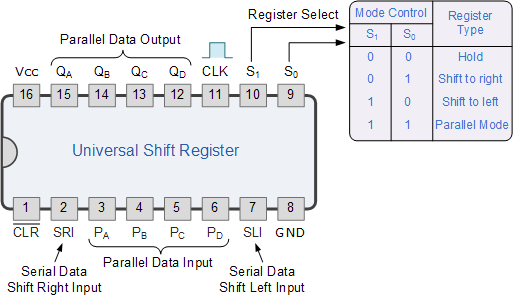 Register Select
Mode Control
Register Type
S1 S0
0 0 Hold
0 1 Shift to right
1 0 Shift to left
1 1 Parallel Mode
Parallel Data Output
Vcc QA QB QC QD CLK S1 S0
16 15 14 13 12 11 10 9
Universal Shift Register
1 2 3 4 5 6 7 8
CLR SRI PA PB PC PD SLI GND
Serial Data
Shift Right Input
Parallel Data Input
Serial Data
Shift Left Input